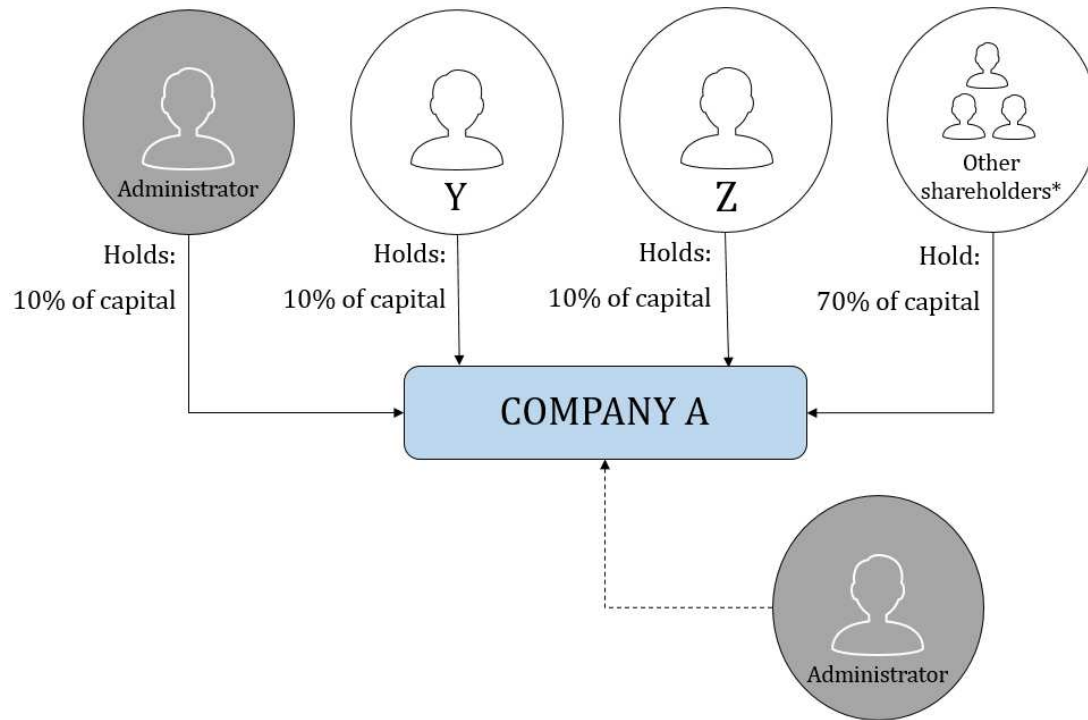 Administrator
Y
Z
Other
shareholders*
Holds:
10% of capital
Holds:
10% of capital
Holds:
10% of capital
Hold:
70% of capital
COMPANY A
Administrator